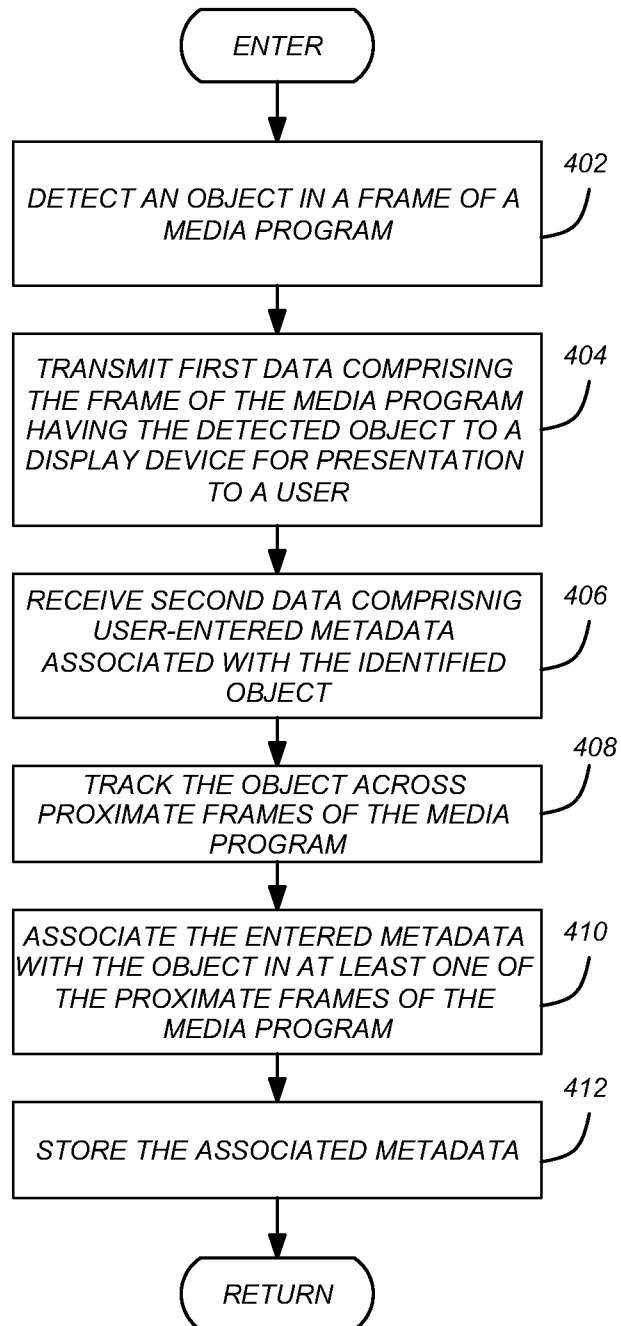 ENTER
402
DETECT AN OBJECT IN A FRAME OF A
MEDIA PROGRAM
404
TRANSMIT FIRST DATA COMPRISING
THE FRAME OF THE MEDIA PROGRAM
HAVING THE DETECTED OBJECT TO A
DISPLAY DEVICE FOR PRESENTATION
TO A USER
406
RECEIVE SECOND DATA COMPRISNIG
USER-ENTERED METADATA
ASSOCIATED WITH THE IDENTIFIED
OBJECT
408
TRACK THE OBJECT ACROSS
PROXIMATE FRAMES OF THE MEDIA
PROGRAM
410
ASSOCIATE THE ENTERED METADATA
WITH THE OBJECT IN AT LEAST ONE OF
THE PROXIMATE FRAMES OF THE
MEDIA PROGRAM
412
STORE THE ASSOCIATED METADATA
RETURN